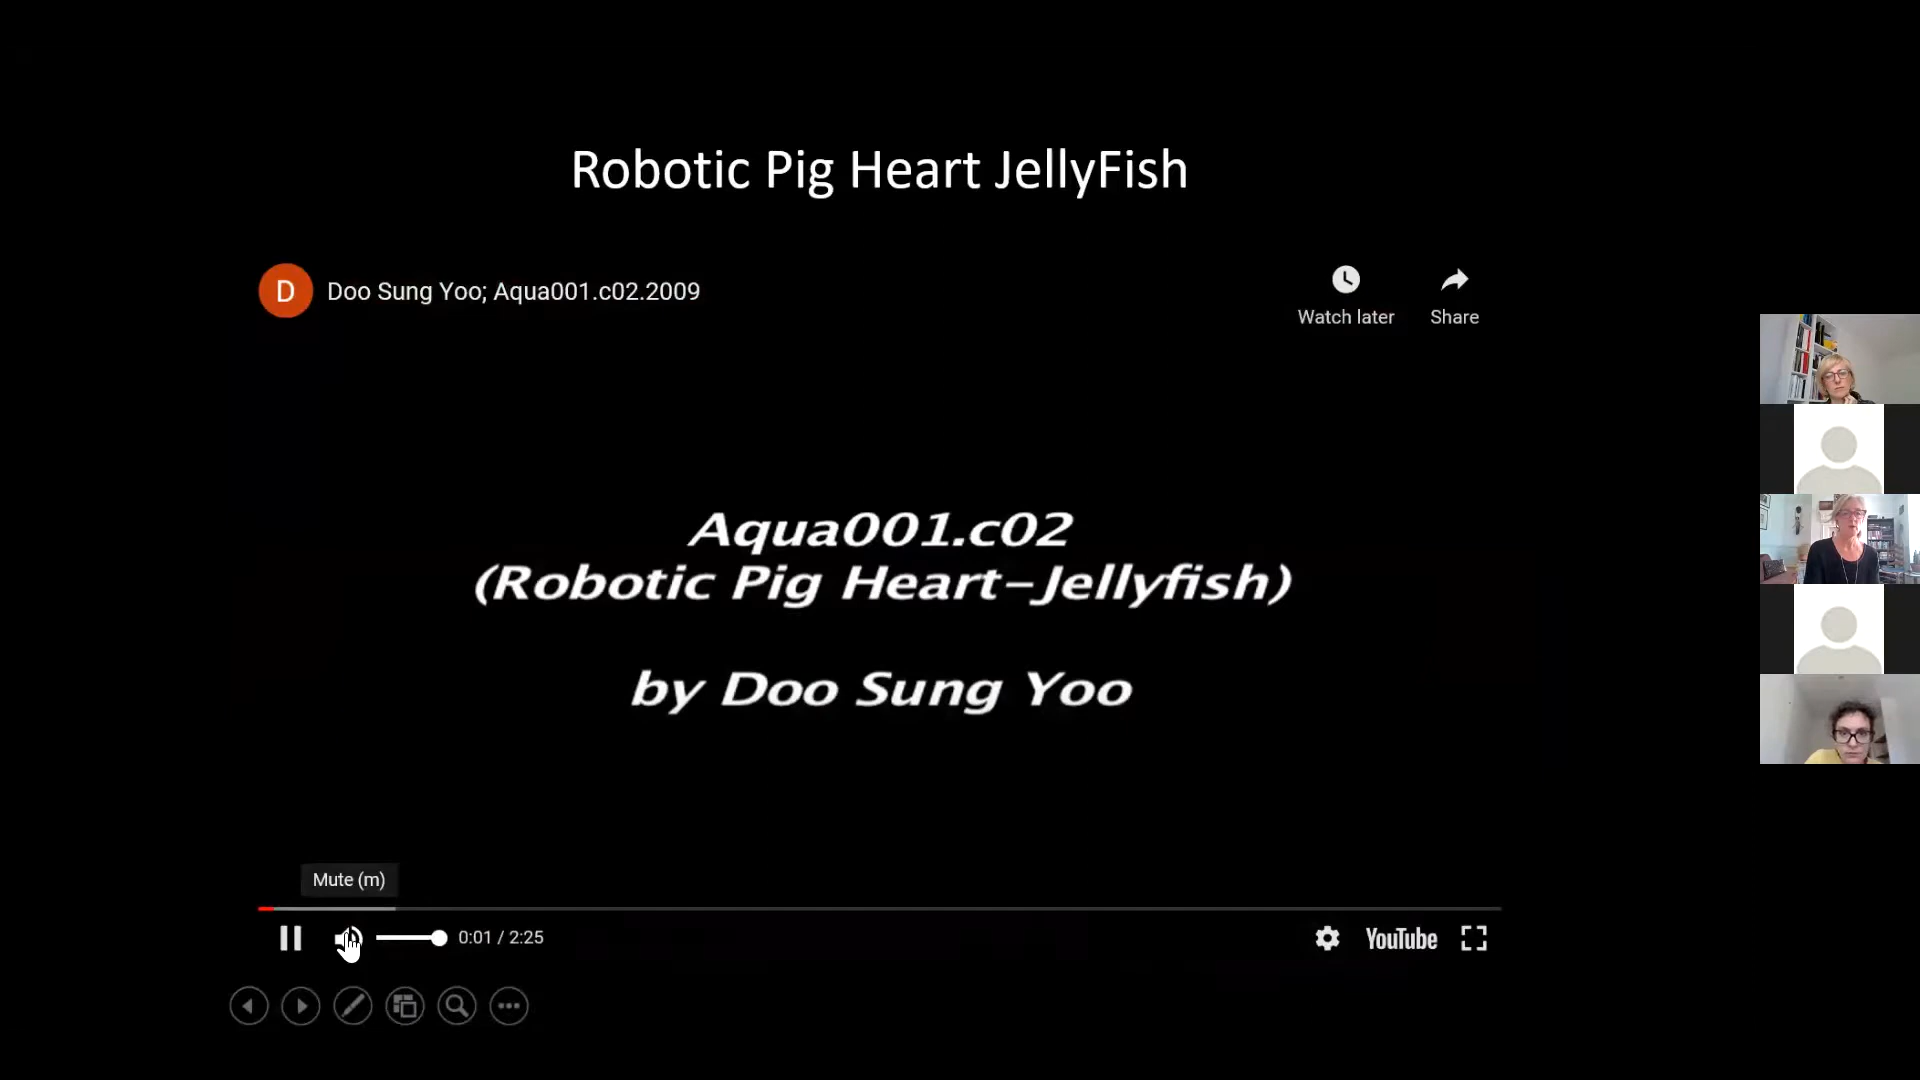 Robotic Pig Heart JellyFish
D
Doo Sung Yoo; Aqua001.c02.2009
Watch later
Share
Aqua001.c02
(Robotic Pig Heart–Jellyfish)
by Doo Sung Yoo
Mute (m)
0:01 / 2:25
YouTube